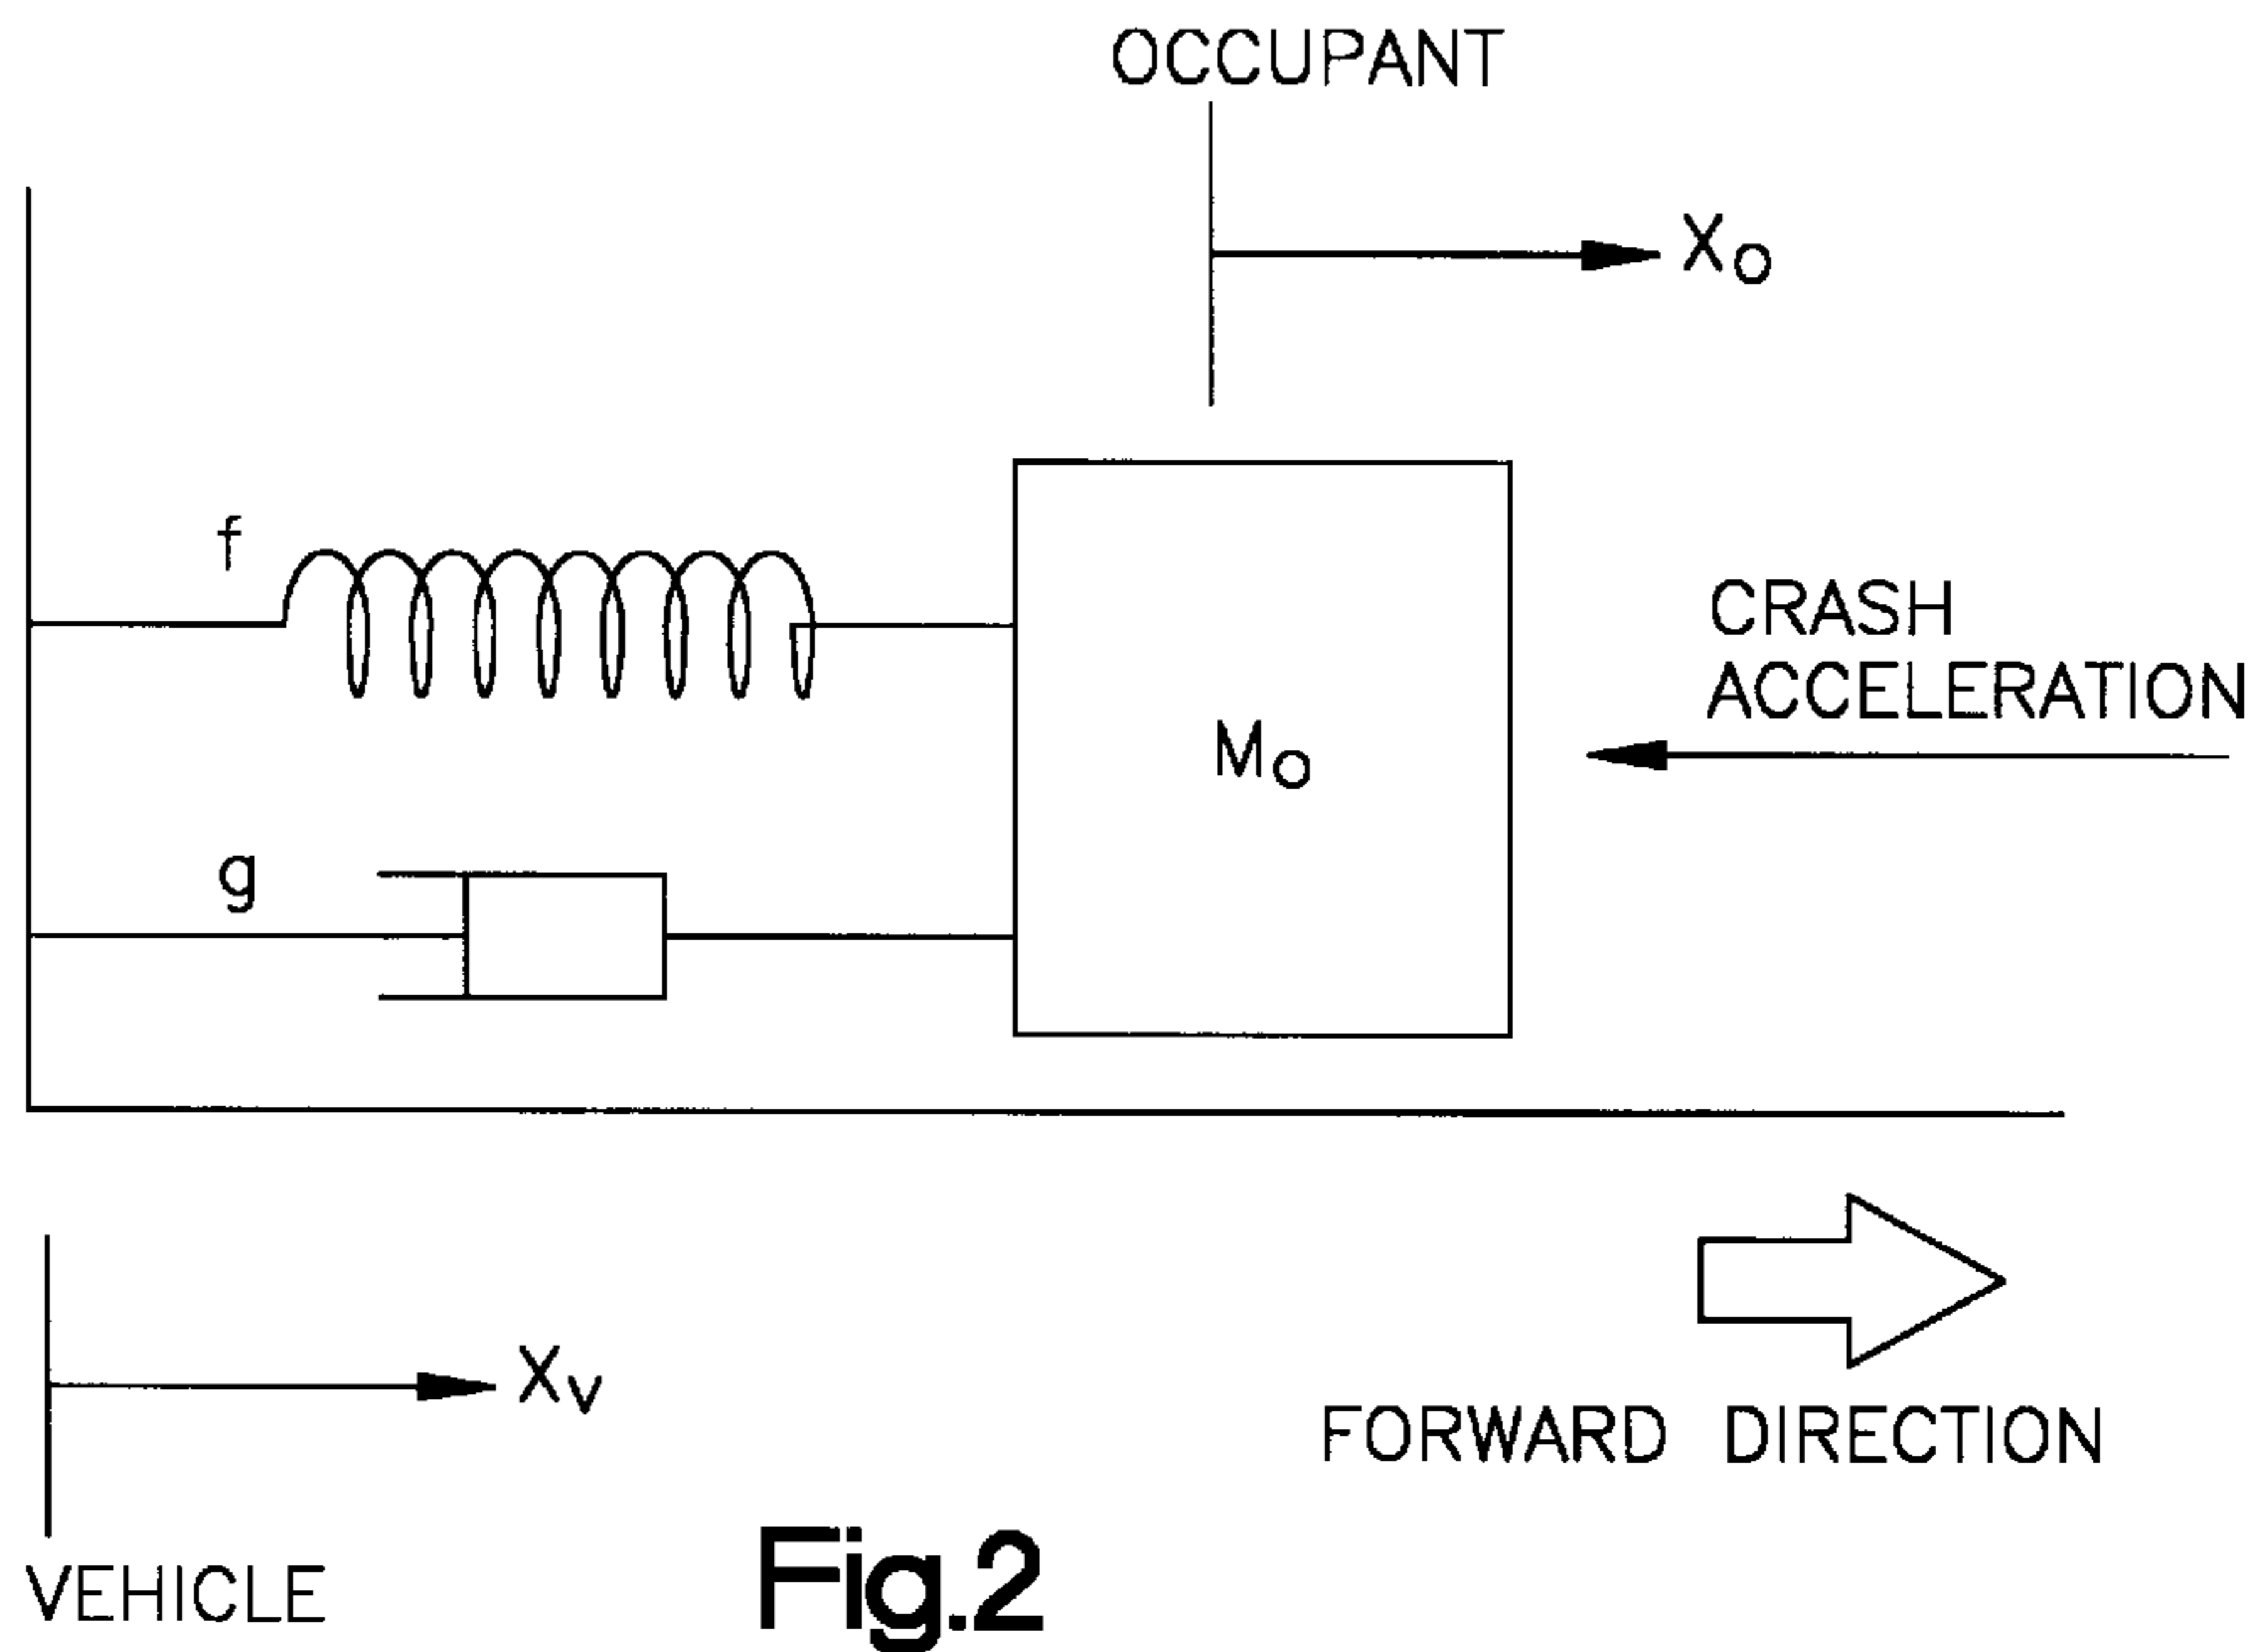 OCCUPANT
Xo
f
CRASH
ACCELERATION
Mo
g
Xv
FORWARD DIRECTION
VEHICLE
Fig.2